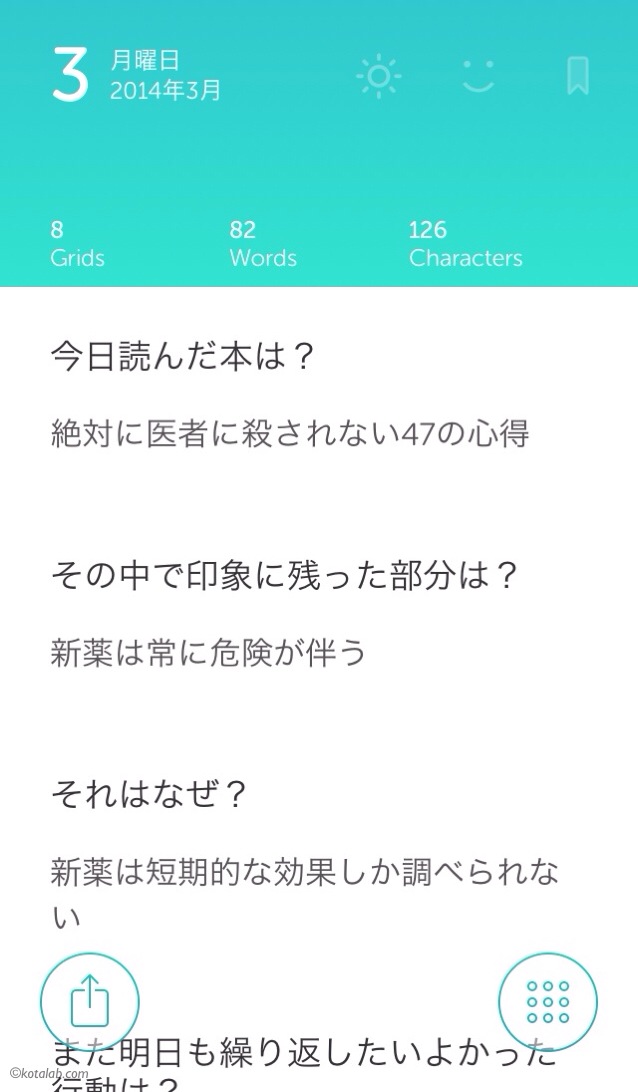 3
月曜日
2014年3月
8
Grids
82
Words
126
Characters
今日読んだ本は？
絶対に医者に殺されない47の心得
その中で印象に残った部分は？
新薬は常に危険が伴う
それはなぜ？
新薬は短期的な効果しか調べられな
い
また明日も繰り返したいよかった
行動は？
©kotalab.com